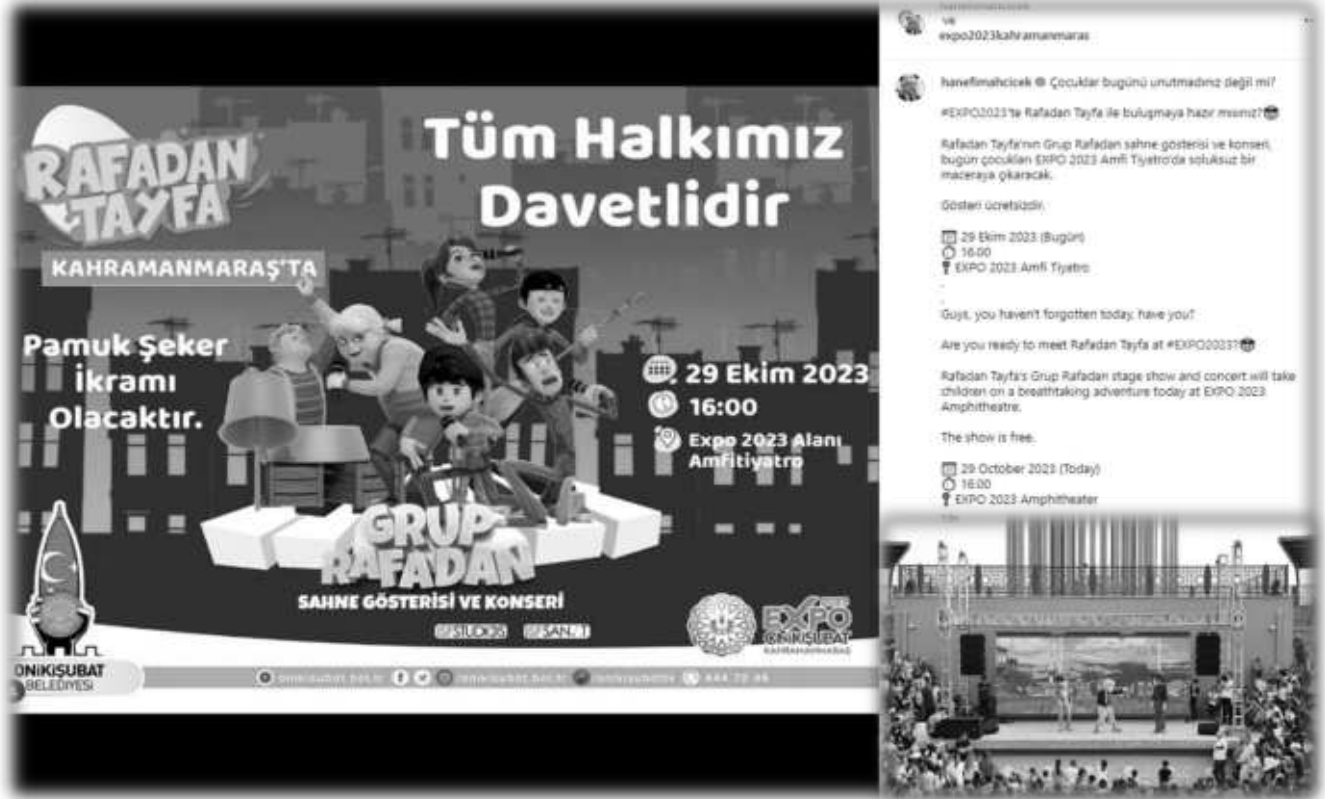 RAFADAN
TAYFA
KAHRAMANMARAŞ'TA
Tüm Halkımız
Davetlidir
Pamuk Şeker
İkramı
Olacaktır.
29 Ekim 2023
16:00
Expo 2023 Alanı
Amfitiyatro
GRUP
RAFADAN
SAHNE GÖSTERİSİ VE KONSERİ
EXPO
ONİKİŞUBAT
KAHRAMANMARAŞ
ONİKİŞUBAT
BELEDİYESİ
ve
expo2023kahramanmaras
hanefimahcicek Çocuklar bugünü unutmadınız değil mi?
#EXPO2023'te Rafadan Tayfa ile buluşmaya hazır mısınız?😎
Rafadan Tayfa'nın Grup Rafadan sahne gösterisi ve konseri,
bugün çocukları EXPO 2023 Amfi Tiyatro'da soluksuz bir
maceraya çıkaracak.
Gösteri ücretsizdir.
29 Ekim 2023 (Bugün)
16:00
EXPO 2023 Amfi Tiyatro
.
.
Guys, you haven't forgotten today, have you?
Are you ready to meet Rafadan Tayfa at #EXPO2023?😎
Rafadan Tayfa's Grup Rafadan stage show and concert will take
children on a breathtaking adventure today at EXPO 2023
Amphitheatre.
The show is free.
29 October 2023 (Today)
16:00
EXPO 2023 Amphitheater